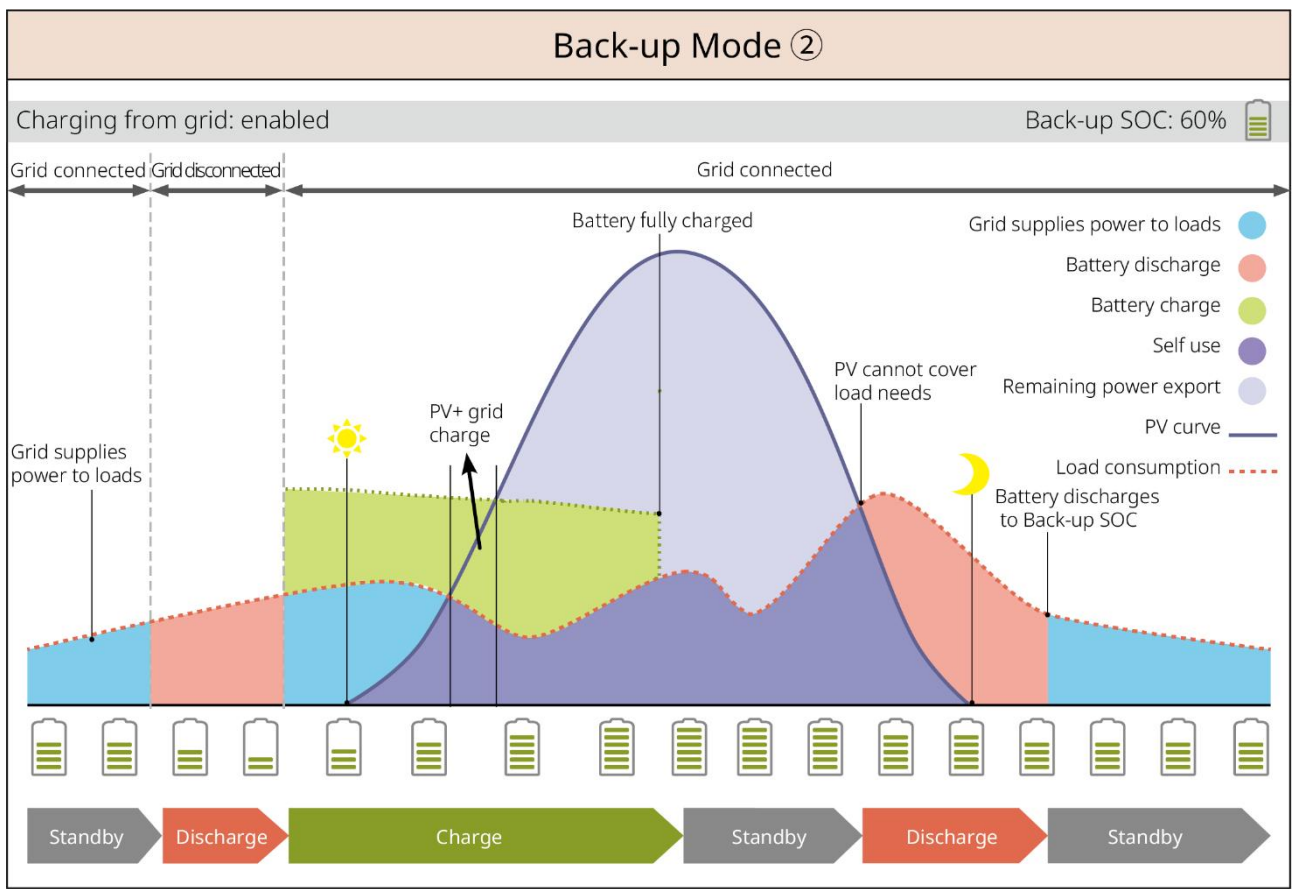 Back-up Mode ②
Charging from grid: enabled
Back-up SOC: 60%
Grid connected
Grid disconnected
Grid connected
Battery fully charged
Grid supplies power to loads
Battery discharge
Battery charge
Self use
Remaining power export
PV curve
Load consumption
PV cannot cover
load needs
PV+ grid
charge
Grid supplies
power to loads
Battery discharges
to Back-up SOC
Standby
Discharge
Charge
Standby
Discharge
Standby